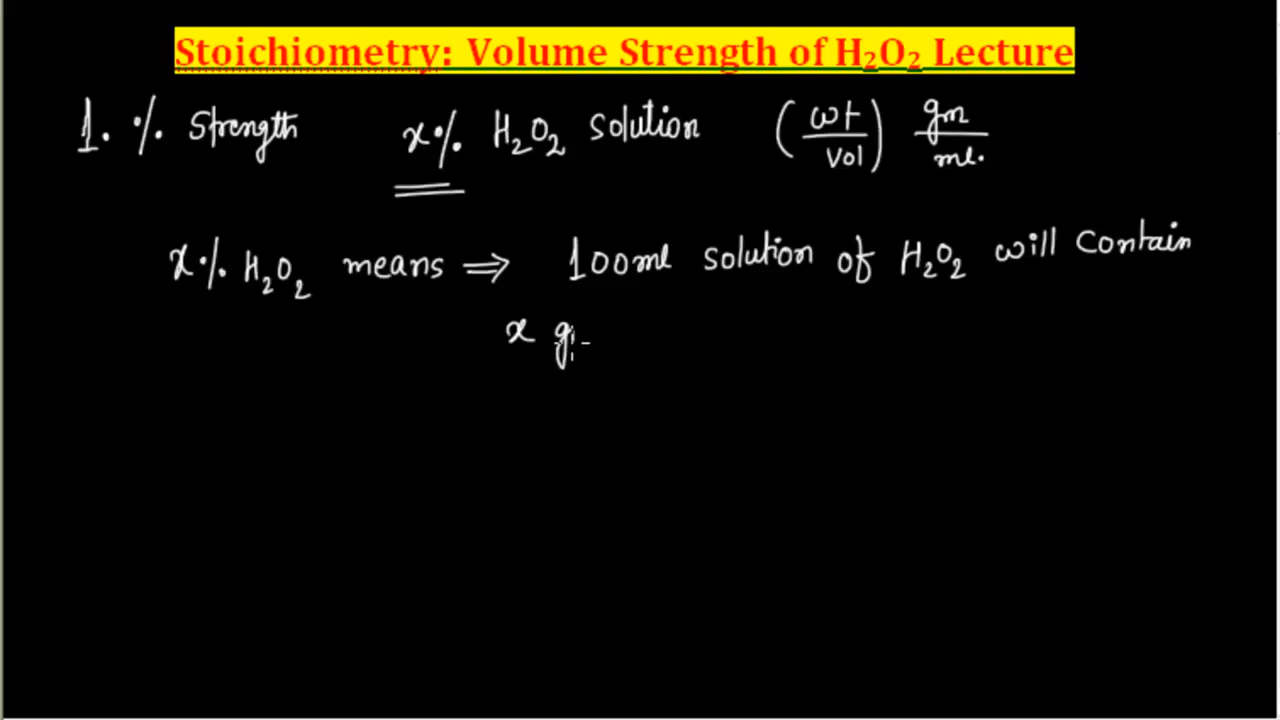 Stoichiometry: Volume Strength of H₂O₂ Lecture
1. % Strength x% H₂O₂ solution (wt/vol) gm/ml.
x% H₂O₂ means ⇒ 100ml solution of H₂O₂ will contain
x g